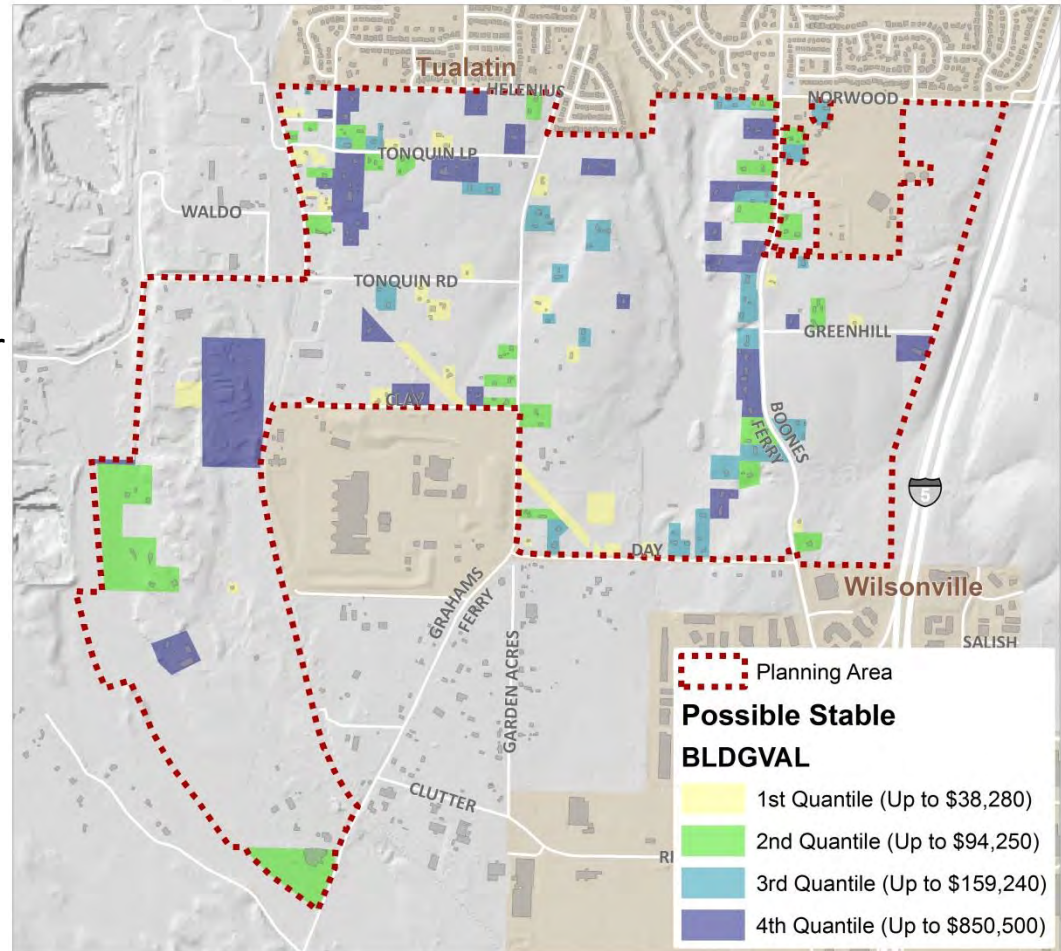 Tualatin
HELENIUS
NORWOOD
TONQUIN LP
WALDO
TONQUIN RD
GREENHILL
CLAY
BOONES
FERRY
5
DAY
Wilsonville
GRAHAMS
FERRY
GARDEN ACRES
SALISH
CLUTTER
Planning Area
Possible Stable
BLDGVAL
1st Quantile (Up to $38,280)
2nd Quantile (Up to $94,250)
3rd Quantile (Up to $159,240)
4th Quantile (Up to $850,500)